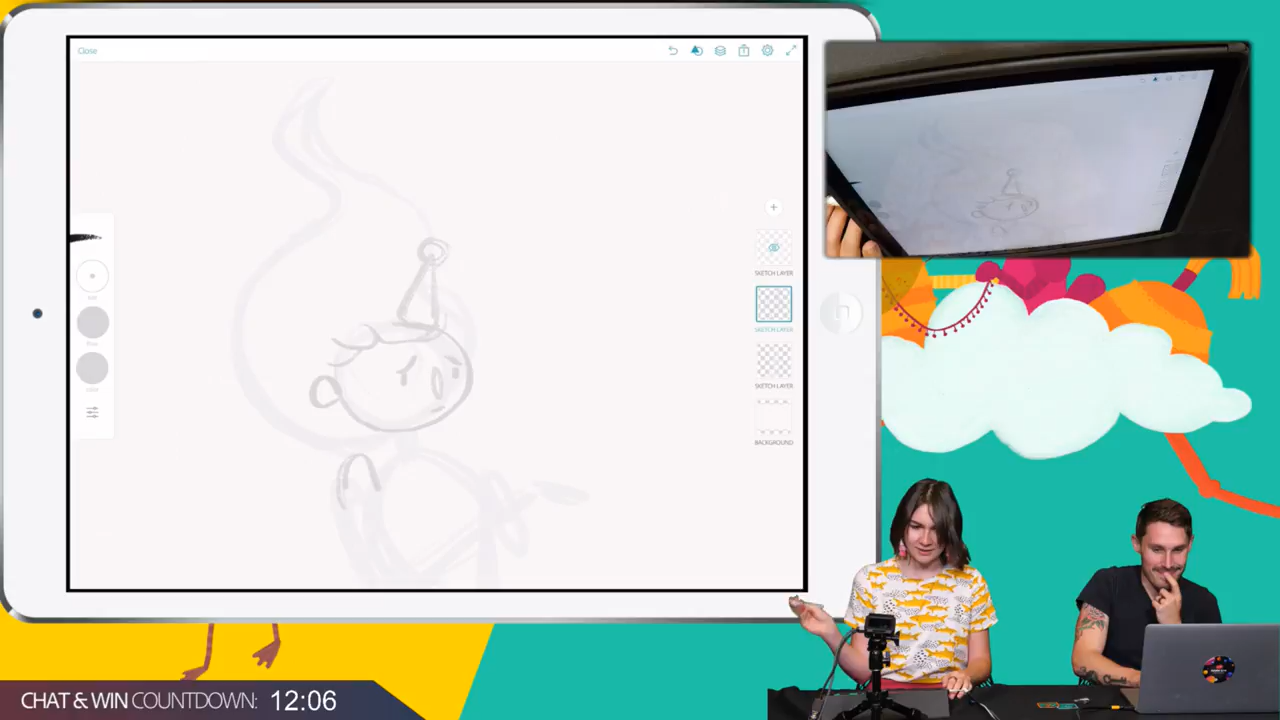 Close
SKETCH LAYER
SKETCH LAYER
SKETCH LAYER
BACKGROUND
CHAT & WIN COUNTDOWN: 12:06